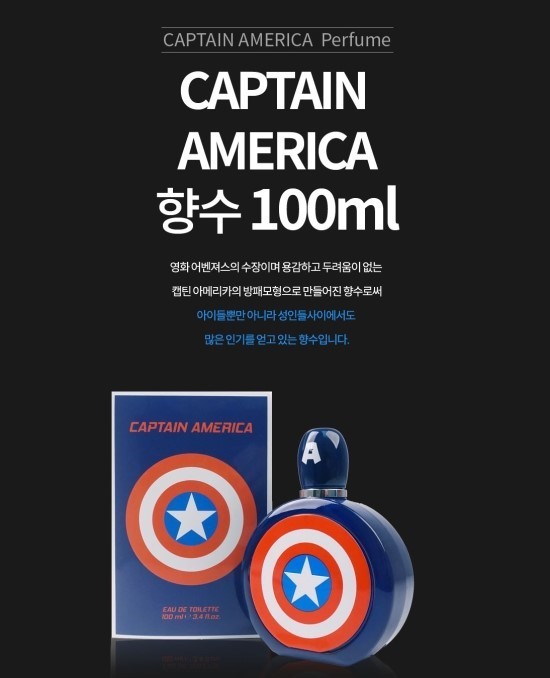 CAPTAIN AMERICA Perfume
CAPTAIN
AMERICA
향수 100ml
영화 어벤져스의 수장이며 용감하고 두려움이 없는
캡틴 아메리카의 방패모형으로 만들어진 향수로써
아이들뿐만 아니라 성인들사이에서도
많은 인기를 얻고 있는 향수입니다.
CAPTAIN AMERICA
A
EAU DE TOILETTE
100 ml ℮ 3.4 fl.oz